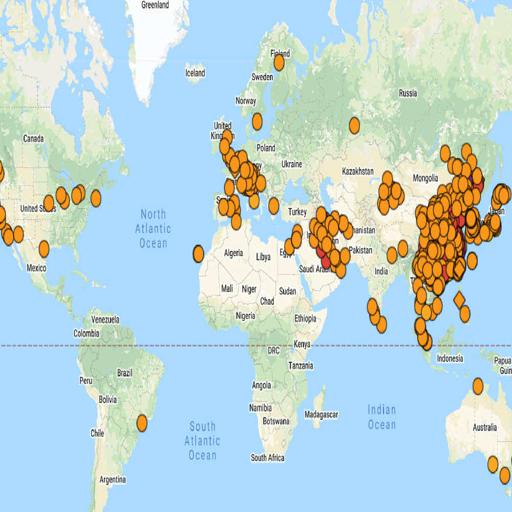 Greenland
Iceland
Finland
Sweden
Norway
Russia
Canada
United
Kingdom
Poland
Ukraine
Kazakhstan
Mongolia
United States
Turkey
North
Atlantic
Ocean
Algeria
Libya
Saudi Arabia
Pakistan
India
Mexico
Mali
Niger
Chad
Sudan
Nigeria
Ethiopia
Venezuela
Colombia
DRC
Kenya
Tanzania
Indonesia
Papua
Brazil
Peru
Bolivia
Angola
Namibia
Botswana
Madagascar
South
Atlantic
Ocean
Indian
Ocean
Australia
Chile
South Africa
Argentina